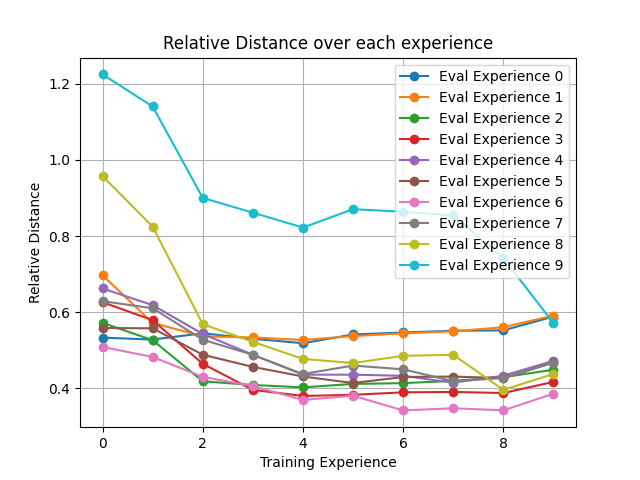 Relative Distance over each experience
Relative Distance
1.2
1.0
0.8
0.6
0.4
Eval Experience 0
Eval Experience 1
Eval Experience 2
Eval Experience 3
Eval Experience 4
Eval Experience 5
Eval Experience 6
Eval Experience 7
Eval Experience 8
Eval Experience 9
0 2 4 6 8
Training Experience